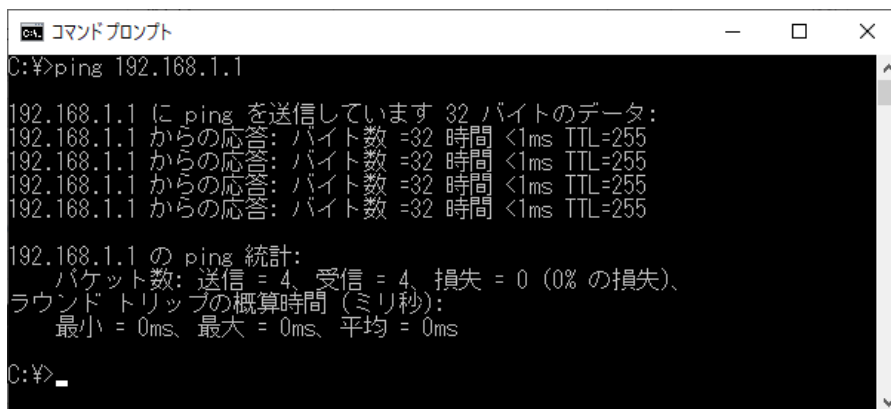 コマンド プロンプト
C:¥>ping 192.168.1.1
192.168.1.1 に ping を送信しています 32 バイトのデータ:
192.168.1.1 からの応答: バイト数 =32 時間 <1ms TTL=255
192.168.1.1 からの応答: バイト数 =32 時間 <1ms TTL=255
192.168.1.1 からの応答: バイト数 =32 時間 <1ms TTL=255
192.168.1.1 からの応答: バイト数 =32 時間 <1ms TTL=255
192.168.1.1 の ping 統計:
パケット数: 送信 = 4、受信 = 4、損失 = 0 (0% の損失)、
ラウンド トリップの概算時間 (ミリ秒):
最小 = 0ms、最大 = 0ms、平均 = 0ms
C:¥>